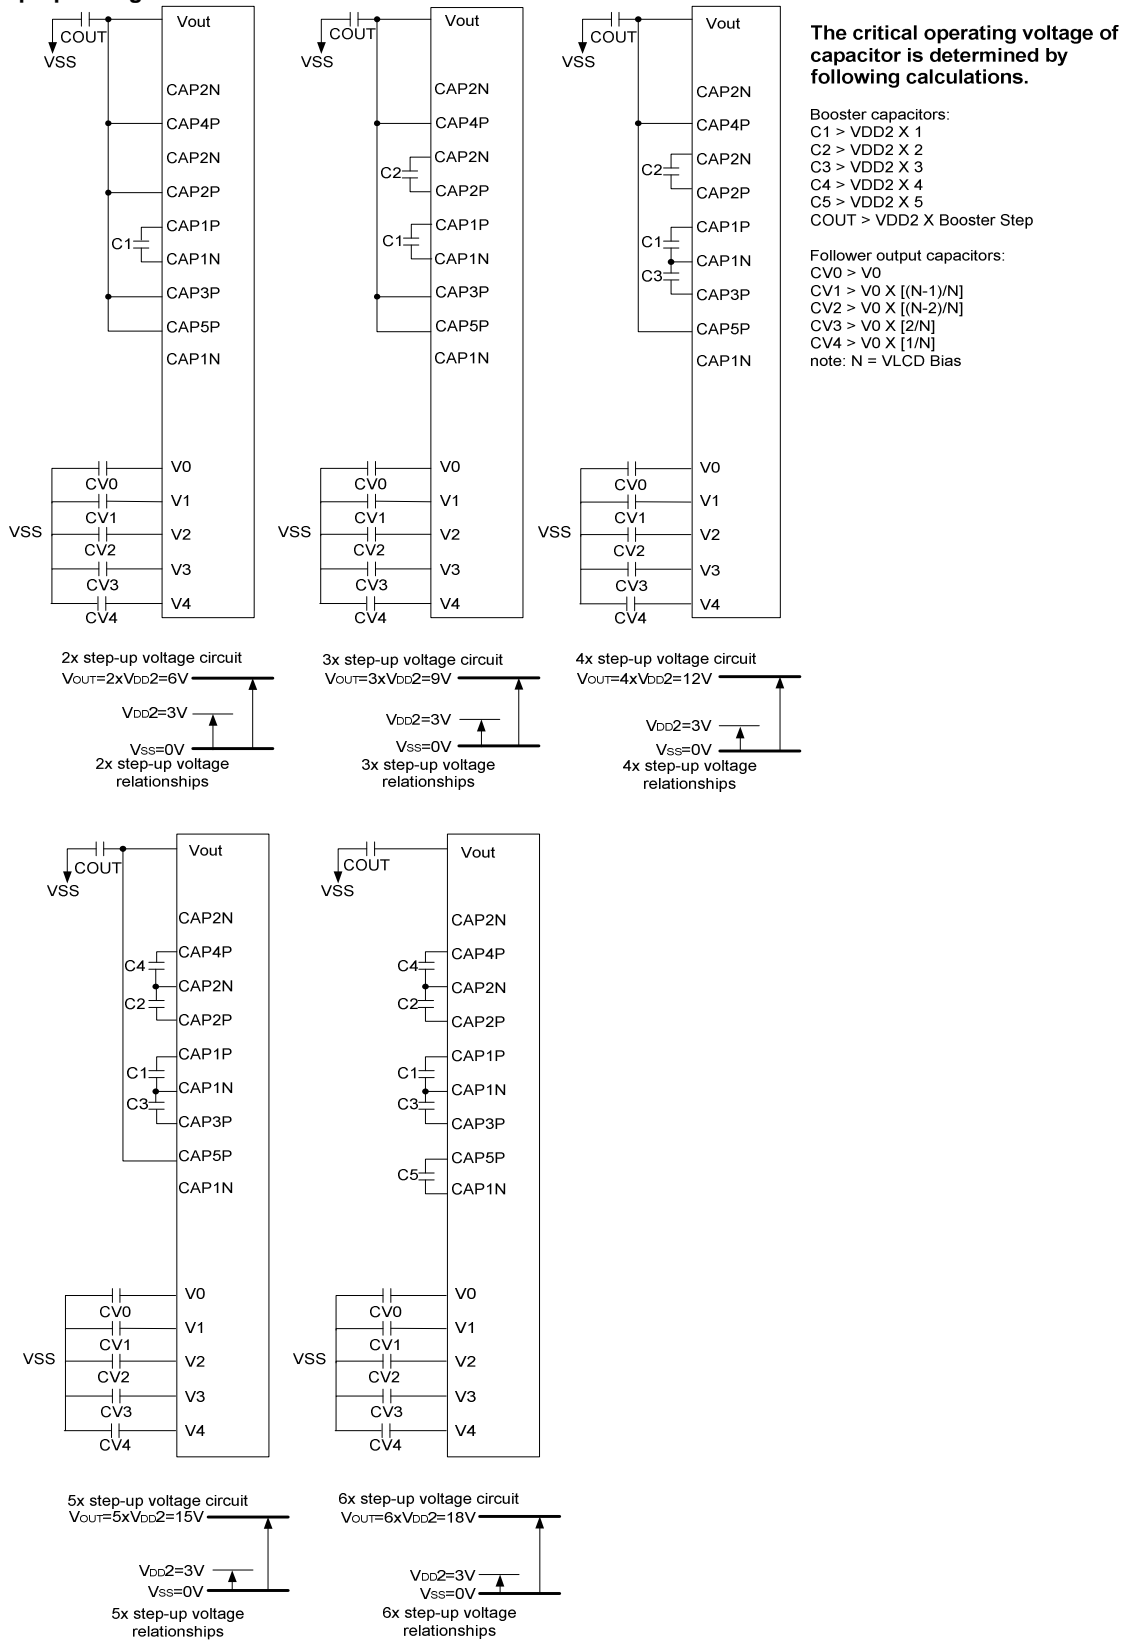 Vout
COUT
VSS
CAP2N
CAP4P
CAP2N
CAP2P
CAP1P
C1
CAP1N
CAP3P
CAP5P
CAP1N
V0
CV0
V1
CV1
VSS
V2
CV2
V3
CV3
V4
CV4
2x step-up voltage circuit
VOUT=2xVDD2=6V
VDD2=3V
VSS=0V
2x step-up voltage
relationships
Vout
COUT
VSS
CAP2N
CAP4P
CAP2N
C2
CAP2P
CAP1P
C1
CAP1N
CAP3P
CAP5P
CAP1N
V0
CV0
V1
CV1
VSS
V2
CV2
V3
CV3
V4
CV4
3x step-up voltage circuit
VOUT=3xVDD2=9V
VDD2=3V
VSS=0V
3x step-up voltage
relationships
Vout
COUT
VSS
CAP2N
CAP4P
CAP2N
C2
CAP2P
CAP1P
C1
CAP1N
C3
CAP3P
CAP5P
CAP1N
V0
CV0
V1
CV1
VSS
V2
CV2
V3
CV3
V4
CV4
4x step-up voltage circuit
VOUT=4xVDD2=12V
VDD2=3V
VSS=0V
4x step-up voltage
relationships
The critical operating voltage of
capacitor is determined by
following calculations.
Booster capacitors:
C1 > VDD2 X 1
C2 > VDD2 X 2
C3 > VDD2 X 3
C4 > VDD2 X 4
C5 > VDD2 X 5
COUT > VDD2 X Booster Step
Follower output capacitors:
CV0 > V0
CV1 > V0 X [(N-1)/N]
CV2 > V0 X [(N-2)/N]
CV3 > V0 X [2/N]
CV4 > V0 X [1/N]
note: N = VLCD Bias
Vout
COUT
VSS
CAP2N
CAP4P
C4
CAP2N
C2
CAP2P
CAP1P
C1
CAP1N
C3
CAP3P
CAP5P
CAP1N
V0
CV0
V1
CV1
VSS
V2
CV2
V3
CV3
V4
CV4
5x step-up voltage circuit
VOUT=5xVDD2=15V
VDD2=3V
VSS=0V
5x step-up voltage
relationships
Vout
COUT
VSS
CAP2N
CAP4P
C4
CAP2N
C2
CAP2P
CAP1P
C1
CAP1N
C3
CAP3P
CAP5P
C5
CAP1N
V0
CV0
V1
CV1
VSS
V2
CV2
V3
CV3
V4
CV4
6x step-up voltage circuit
VOUT=6xVDD2=18V
VDD2=3V
VSS=0V
6x step-up voltage
relationships